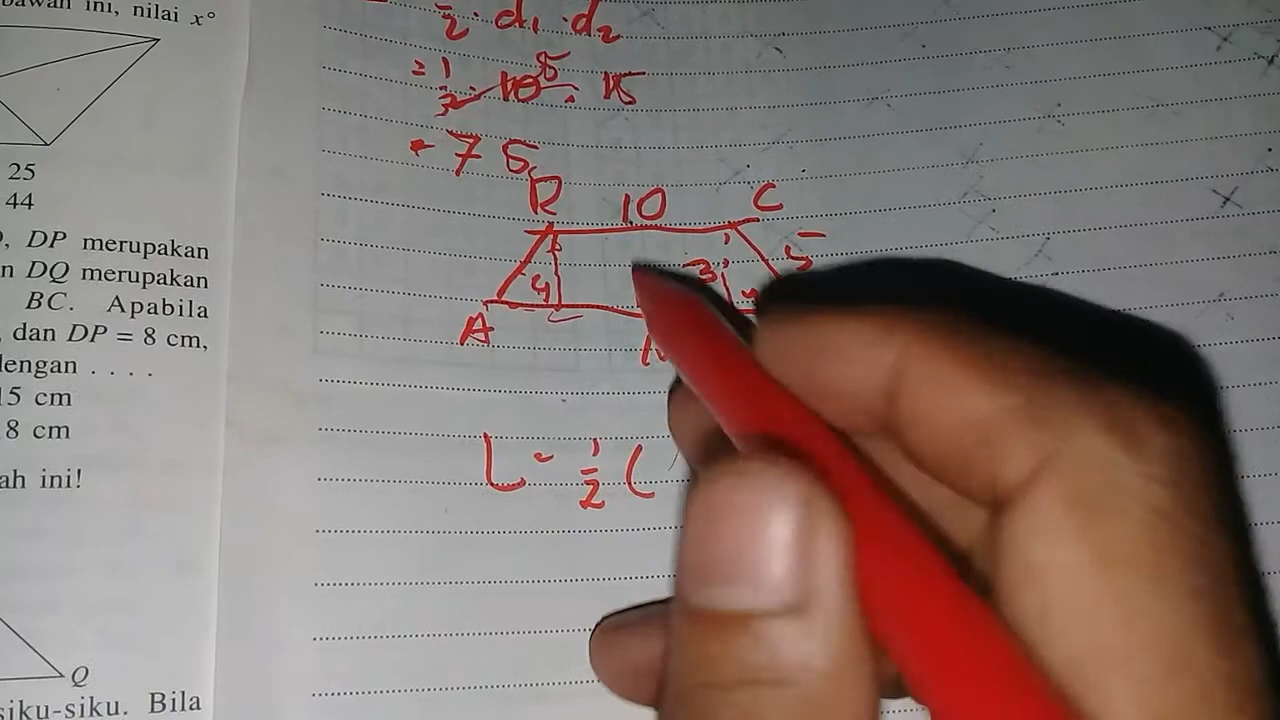 bawah ini, nilai x°
25
44
, DP merupakan
n DQ merupakan
BC. Apabila
dan DP = 8 cm,
dengan . . . .
15 cm
8 cm
ah ini!
Q
siku-siku. Bila
1/2 · d₁ · d₂
= 1/2 · 10 5 · 15
= 75
D 10 C
5
3
4
A
L = 1/2 (